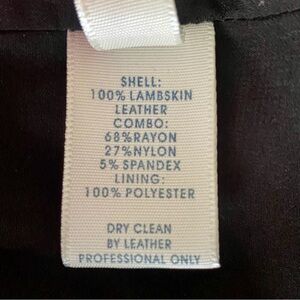 SHELL:
100% LAMBSKIN
LEATHER
COMBO:
68%RAYON
27%NYLON
5% SPANDEX
LINING:
100% POLYESTER
DRY CLEAN
BY LEATHER
PROFESSIONAL ONLY